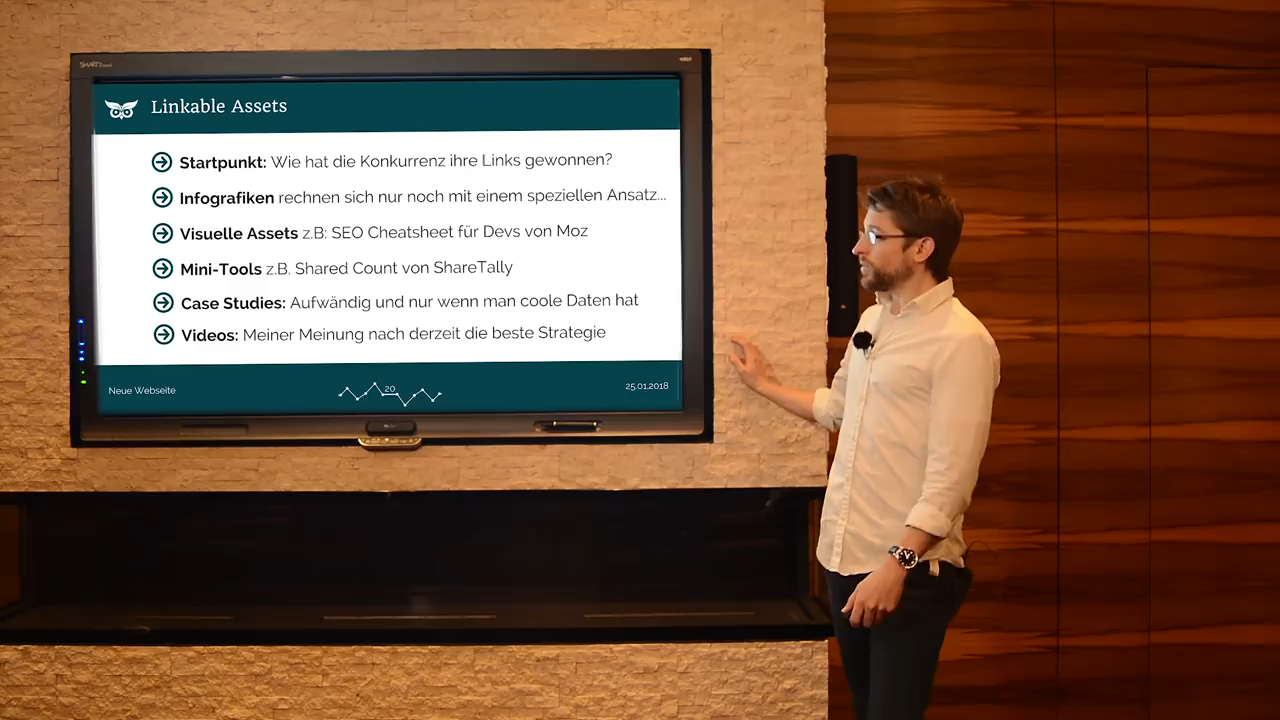 SMART
Linkable Assets
Startpunkt: Wie hat die Konkurrenz ihre Links gewonnen?
Infografiken rechnen sich nur noch mit einem speziellen Ansatz...
Visuelle Assets z.B: SEO Cheatsheet für Devs von Moz
Mini-Tools z.B. Shared Count von ShareTally
Case Studies: Aufwändig und nur wenn man coole Daten hat
Videos: Meiner Meinung nach derzeit die beste Strategie
Neue Webseite
20
25.01.2018